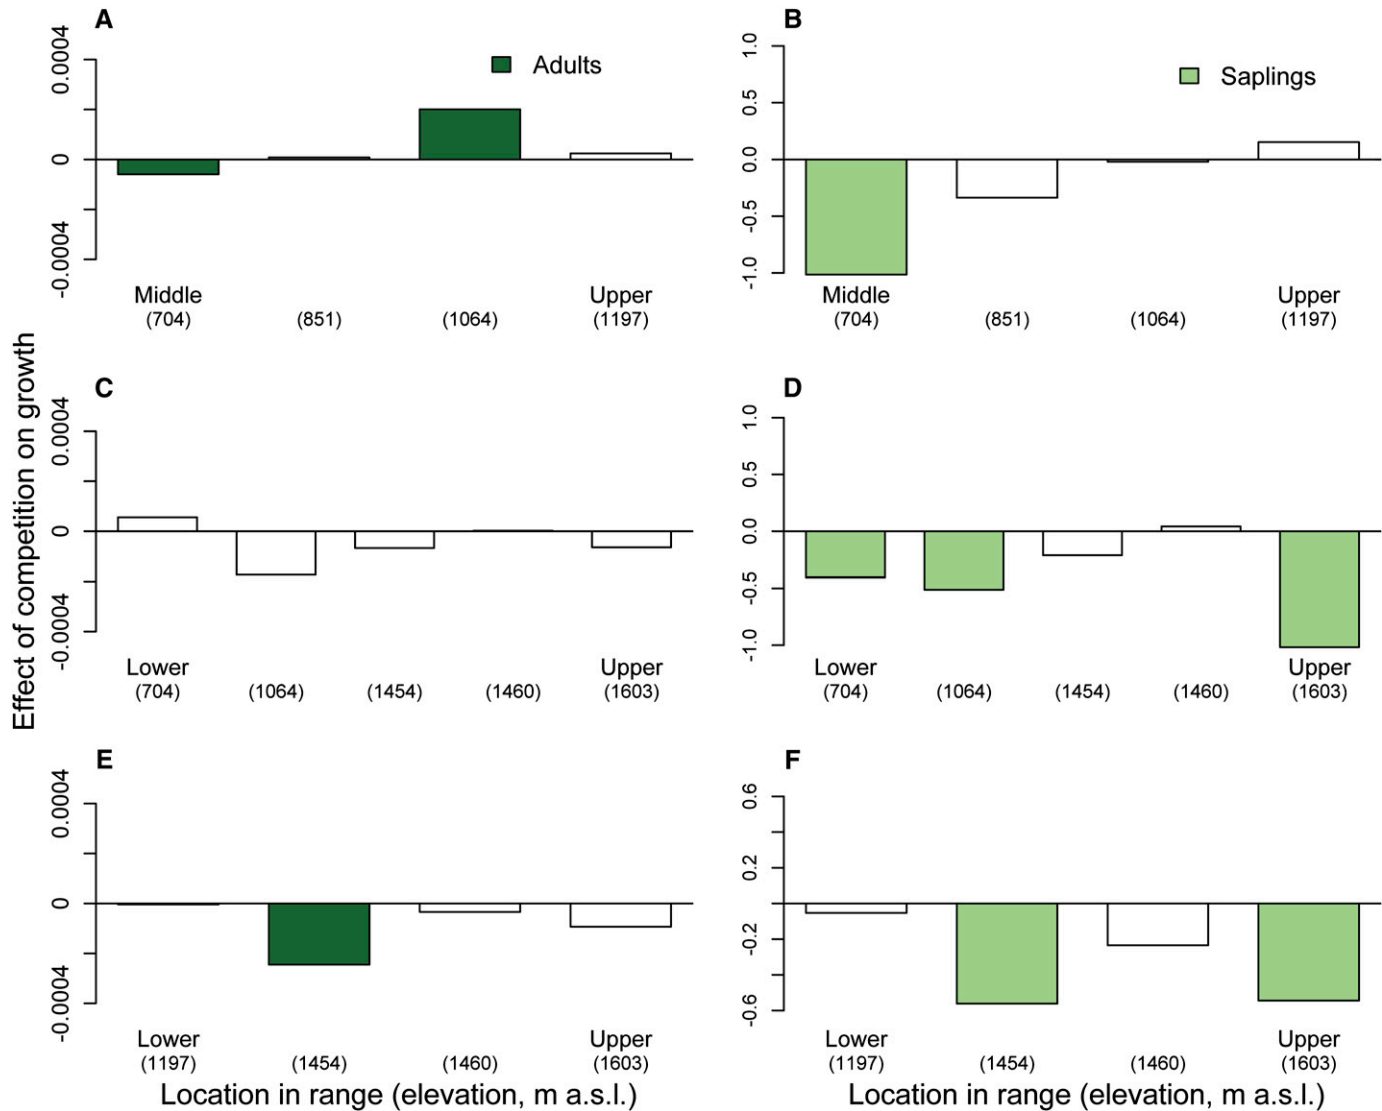 A
0.0004
0
-0.0004
Adults
Middle Upper
(704) (851) (1064) (1197)
B
1.0
0.5
0.0
-0.5
-1.0
Saplings
Middle Upper
(704) (851) (1064) (1197)
Effect of competition on growth
C
0.0004
0
-0.0004
Lower Upper
(704) (1064) (1454) (1460) (1603)
D
1.0
0.5
0.0
-0.5
-1.0
Lower Upper
(704) (1064) (1454) (1460) (1603)
E
0.0004
0
-0.0004
Lower Upper
(1197) (1454) (1460) (1603)
Location in range (elevation, m a.s.l.)
F
0.6
0.2
-0.2
-0.6
Lower Upper
(1197) (1454) (1460) (1603)
Location in range (elevation, m a.s.l.)